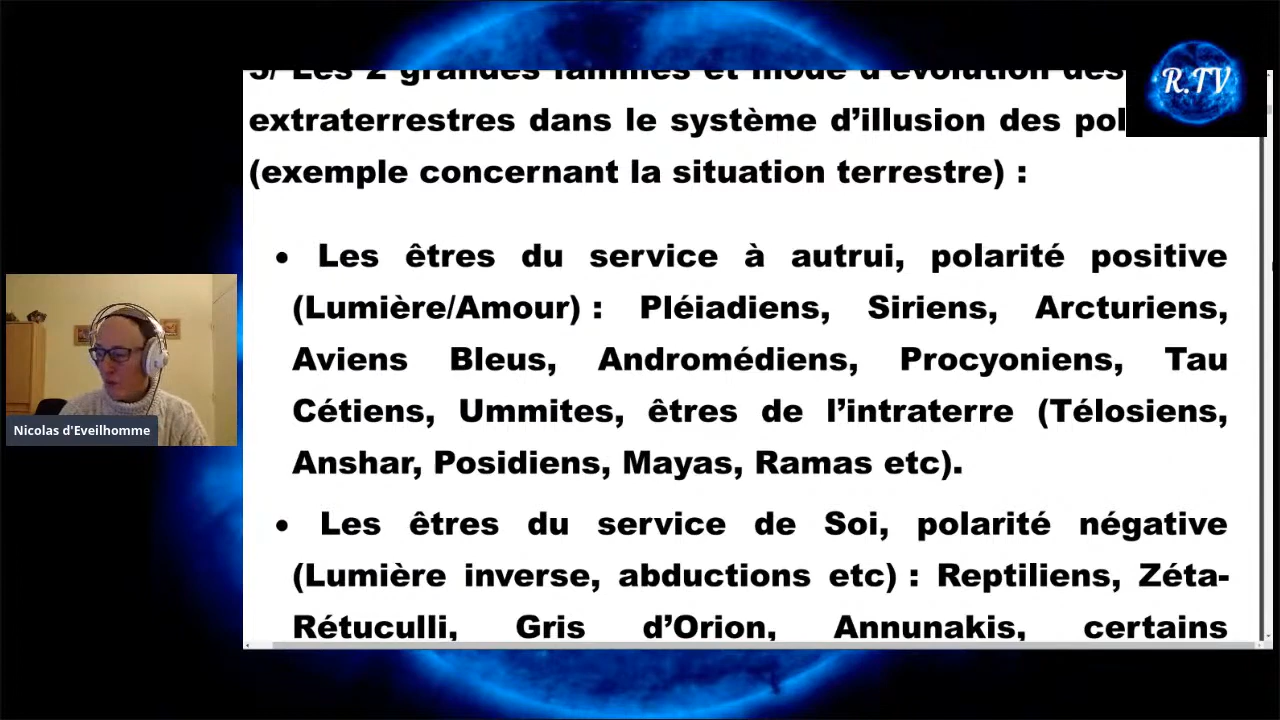 5/ Les 2 grandes familles et mode d'évolution des
extraterrestres dans le système d'illusion des pol
(exemple concernant la situation terrestre) :
• Les êtres du service à autrui, polarité positive
(Lumière/Amour) : Pléiadiens, Siriens, Arcturiens,
Aviens Bleus, Andromédiens, Procyoniens, Tau
Cétiens, Ummites, êtres de l'intraterre (Télosiens,
Anshar, Posidiens, Mayas, Ramas etc).
• Les êtres du service de Soi, polarité négative
(Lumière inverse, abductions etc) : Reptiliens, Zéta-
Rétuculli, Gris d'Orion, Annunakis, certains
R.TV
Nicolas d'Eveilhomme